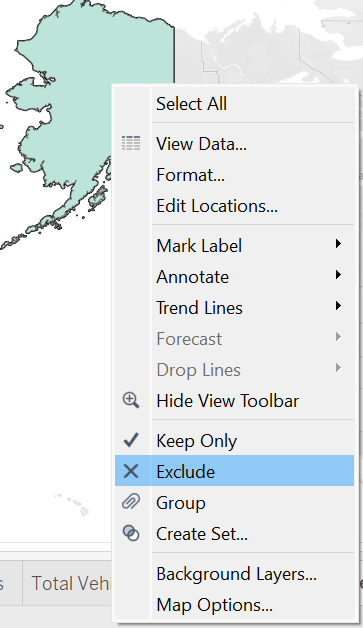 Select All
View Data...
Format...
Edit Locations...
Mark Label
Annotate
Trend Lines
Forecast
Drop Lines
Hide View Toolbar
Keep Only
Exclude
Group
Create Set...
Background Layers...
Map Options...
Total